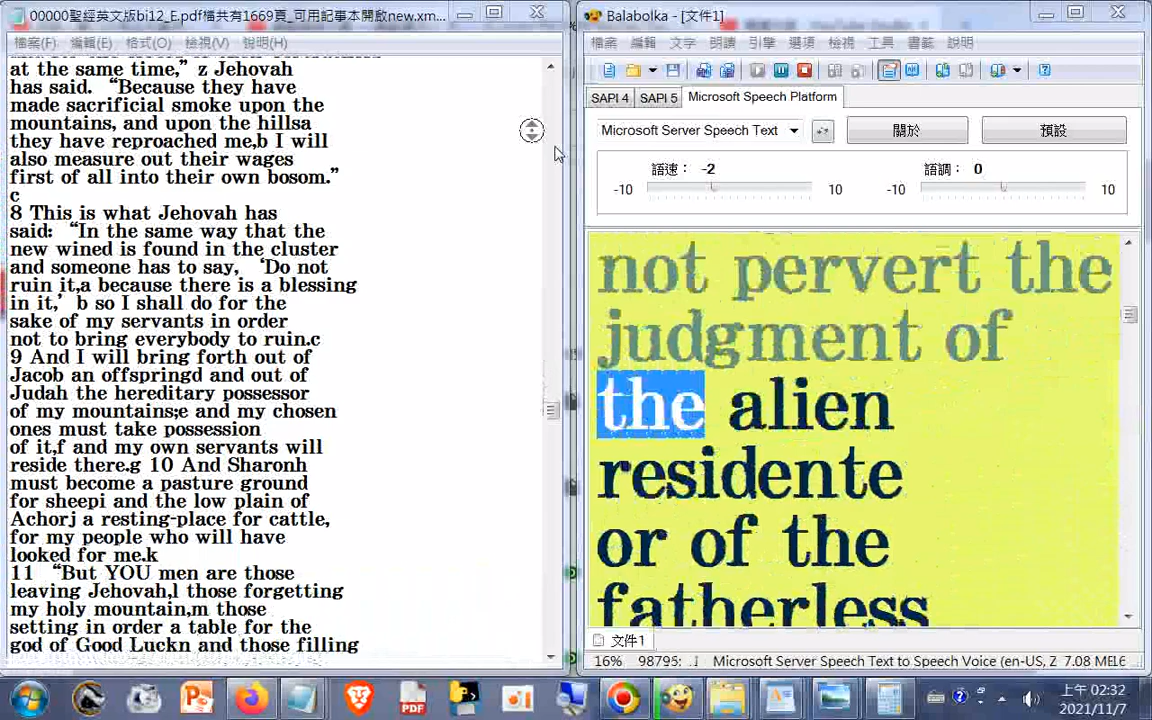 00000聖經英文版bi12_E.pdf檔共有1669頁_可用記事本開啟new.xm...
檔案(F) 編輯(E) 格式(O) 檢視(V) 說明(H)
at the same time,” z Jehovah
has said. “Because they have
made sacrificial smoke upon the
mountains, and upon the hillsa
they have reproached me,b I will
also measure out their wages
first of all into their own bosom.”
c
8 This is what Jehovah has
said: “In the same way that the
new wined is found in the cluster
and someone has to say, ‘Do not
ruin it,a because there is a blessing
in it,’ b so I shall do for the
sake of my servants in order
not to bring everybody to ruin.c
9 And I will bring forth out of
Jacob an offspringd and out of
Judah the hereditary possessor
of my mountains;e and my chosen
ones must take possession
of it,f and my own servants will
reside there.g 10 And Sharonh
must become a pasture ground
for sheepi and the low plain of
Achorj a resting-place for cattle,
for my people who will have
looked for me.k
11 “But YOU men are those
leaving Jehovah,l those forgetting
my holy mountain,m those
setting in order a table for the
god of Good Luckn and those filling
Balabolka - [文件1]
檔案 編輯 文字 朗讀 引擎 選項 檢視 工具 書籤 說明
SAPI 4 SAPI 5 Microsoft Speech Platform
Microsoft Server Speech Text 關於 預設
語速: -2 語調: 0
-10 10 -10 10
not pervert the
judgment of
the alien
residente
or of the
fatherless
文件1
16% 98795: Microsoft Server Speech Text to Speech Voice (en-US, Z 7.08 ME
上午 02:32
2021/11/7